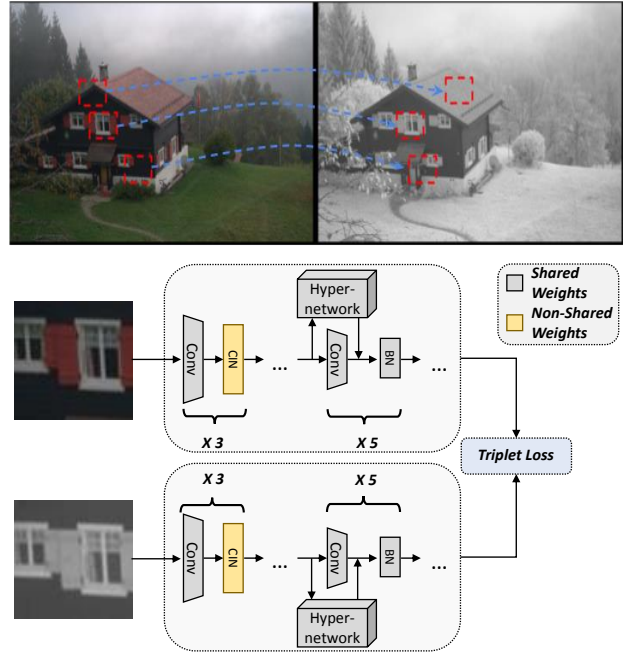 Hyper-
network
Conv
CIN
...
Conv
BN
...
X 3
X 5
Shared
Weights
Non-Shared
Weights
Triplet Loss
X 3
X 5
Conv
CIN
...
Conv
BN
...
Hyper-
network